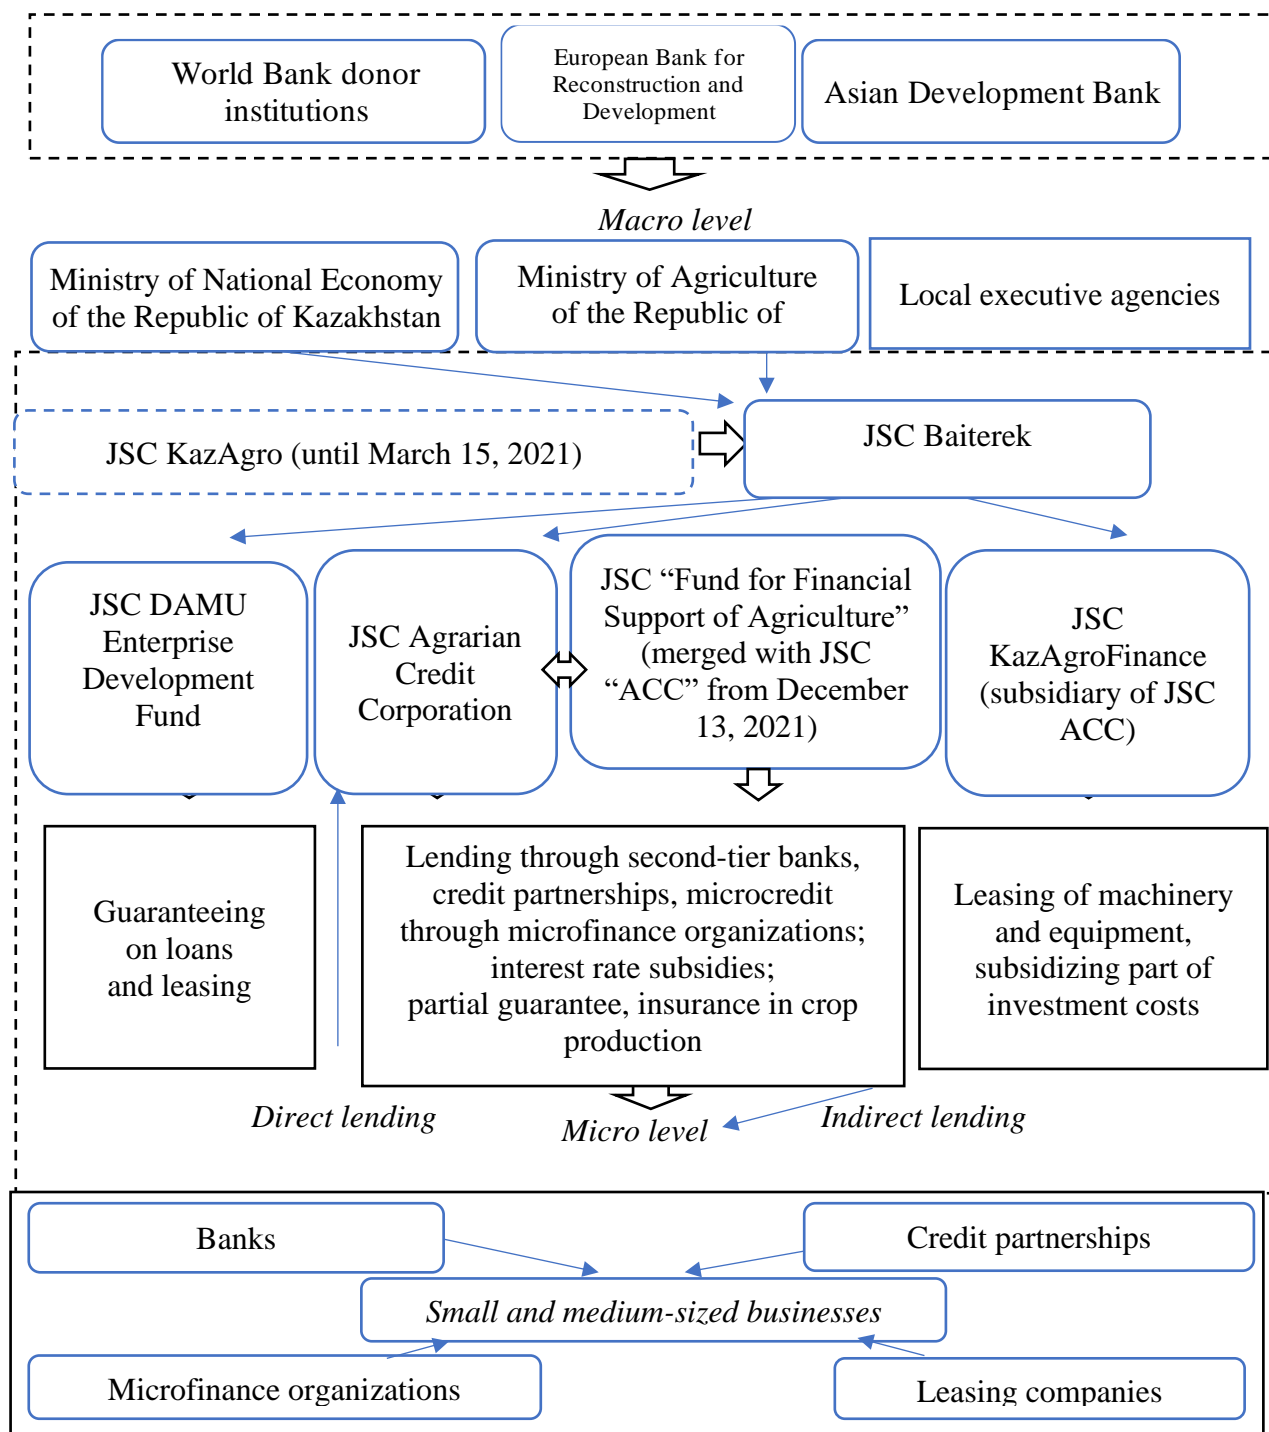 World Bank donor
institutions
European Bank for
Reconstruction and
Development
Asian Development Bank
Macro level
Ministry of National Economy
of the Republic of Kazakhstan
Ministry of Agriculture
of the Republic of
Local executive agencies
JSC KazAgro (until March 15, 2021)
JSC Baiterek
JSC DAMU
Enterprise
Development
Fund
JSC Agrarian
Credit
Corporation
JSC “Fund for Financial
Support of Agriculture”
(merged with JSC
“ACC” from December
13, 2021)
JSC
KazAgroFinance
(subsidiary of JSC
ACC)
Guaranteeing
on loans
and leasing
Lending through second-tier banks,
credit partnerships, microcredit
through microfinance organizations;
interest rate subsidies;
partial guarantee, insurance in crop
production
Leasing of machinery
and equipment,
subsidizing part of
investment costs
Direct lending
Micro level
Indirect lending
Banks
Credit partnerships
Small and medium-sized businesses
Microfinance organizations
Leasing companies